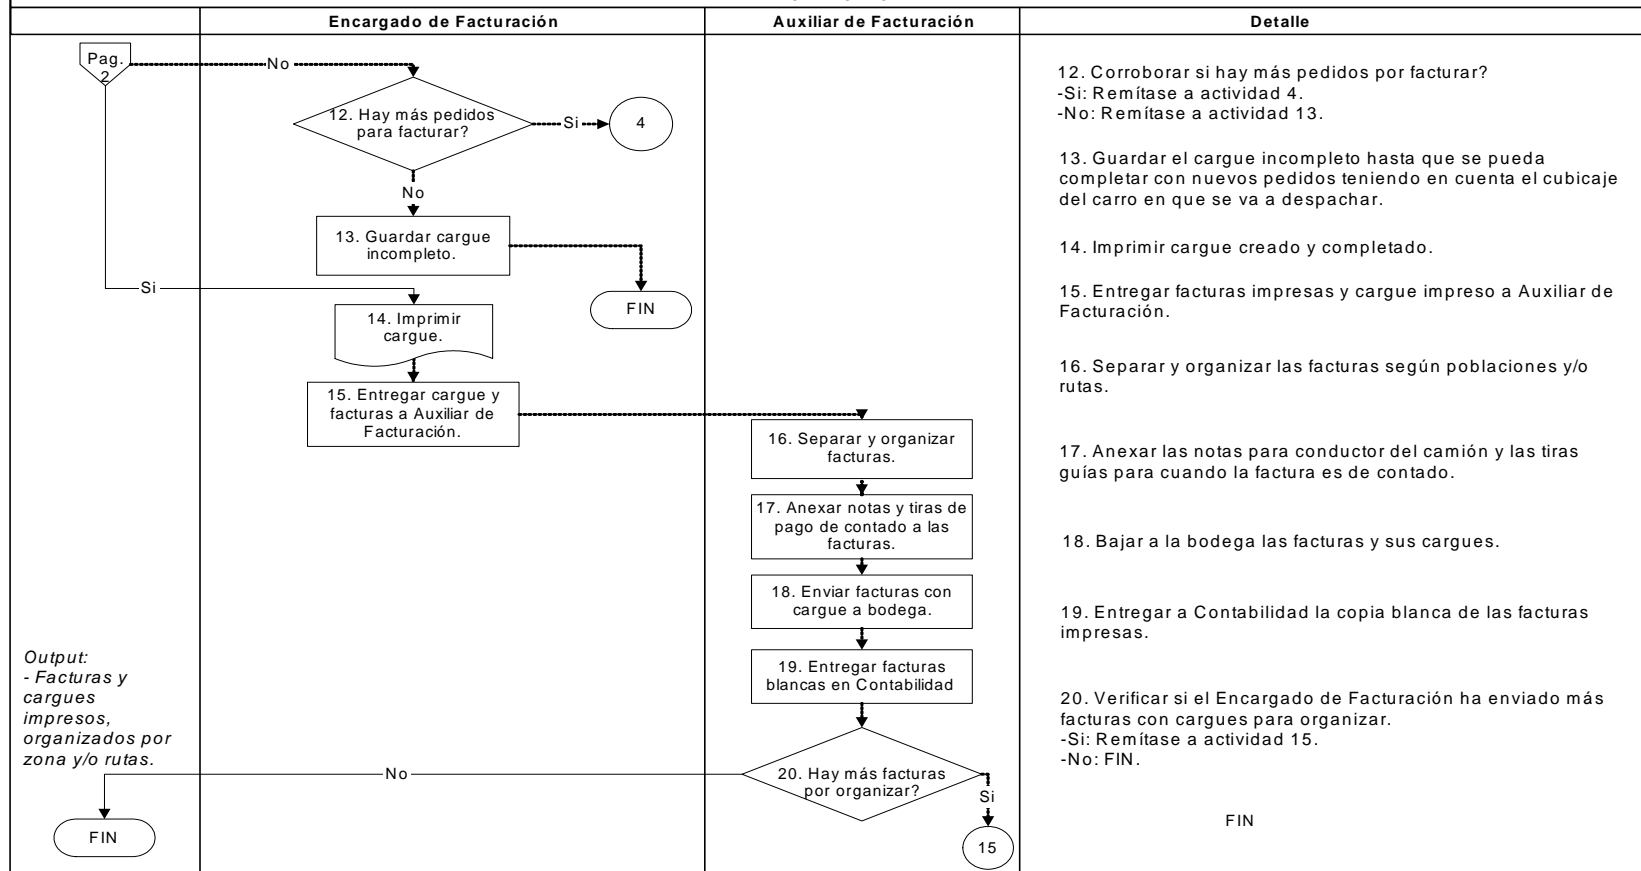 Encargado de Facturación
Auxiliar de Facturación
Detalle
Pag.
2
No
12. Hay más pedidos
para facturar?
Si
4
No
13. Guardar cargue
incompleto.
Si
FIN
14. Imprimir
cargue.
15. Entregar cargue y
facturas a Auxiliar de
Facturación.
16. Separar y organizar
facturas.
17. Anexar notas y tiras de
pago de contado a las
facturas.
18. Enviar facturas con
cargue a bodega.
19. Entregar facturas
blancas en Contabilidad
20. Hay más facturas
por organizar?
No
Si
15
Output:
- Facturas y
cargues
impresos,
organizados por
zona y/o rutas.
FIN
12. Corroborar si hay más pedidos por facturar?
-Si: Remítase a actividad 4.
-No: Remítase a actividad 13.
13. Guardar el cargue incompleto hasta que se pueda
completar con nuevos pedidos teniendo en cuenta el cubicaje
del carro en que se va a despachar.
14. Imprimir cargue creado y completado.
15. Entregar facturas impresas y cargue impreso a Auxiliar de
Facturación.
16. Separar y organizar las facturas según poblaciones y/o
rutas.
17. Anexar las notas para conductor del camión y las tiras
guías para cuando la factura es de contado.
18. Bajar a la bodega las facturas y sus cargues.
19. Entregar a Contabilidad la copia blanca de las facturas
impresas.
20. Verificar si el Encargado de Facturación ha enviado más
facturas con cargues para organizar.
-Si: Remítase a actividad 15.
-No: FIN.
FIN